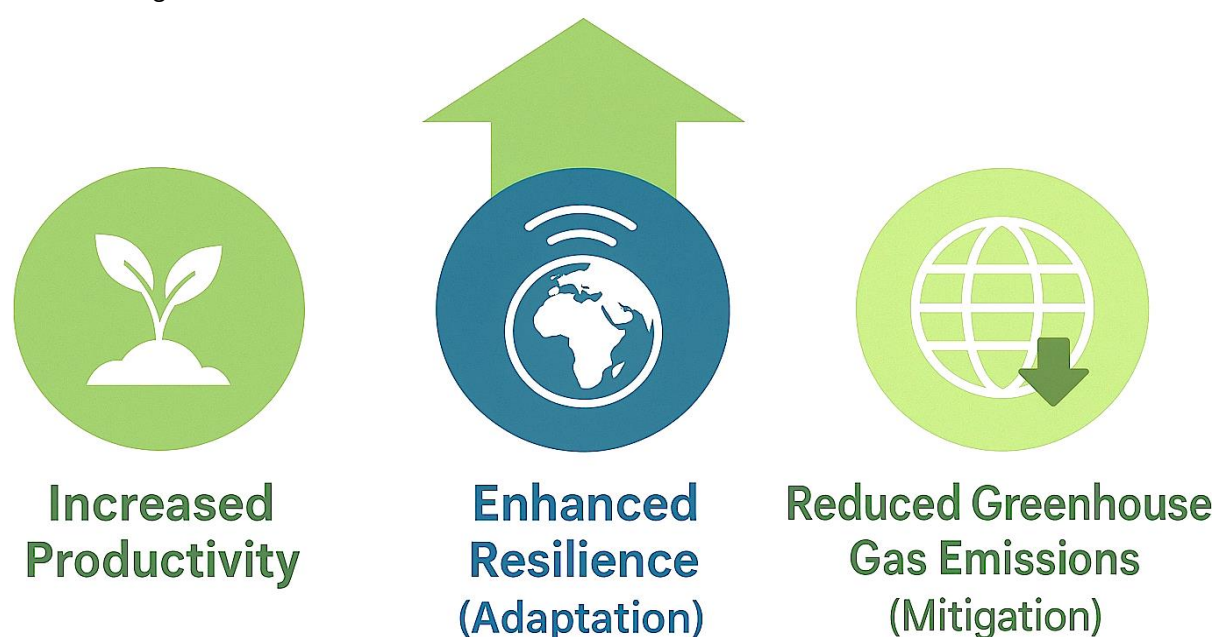 Increased
Productivity
Enhanced
Resilience
(Adaptation)
Reduced Greenhouse
Gas Emissions
(Mitigation)